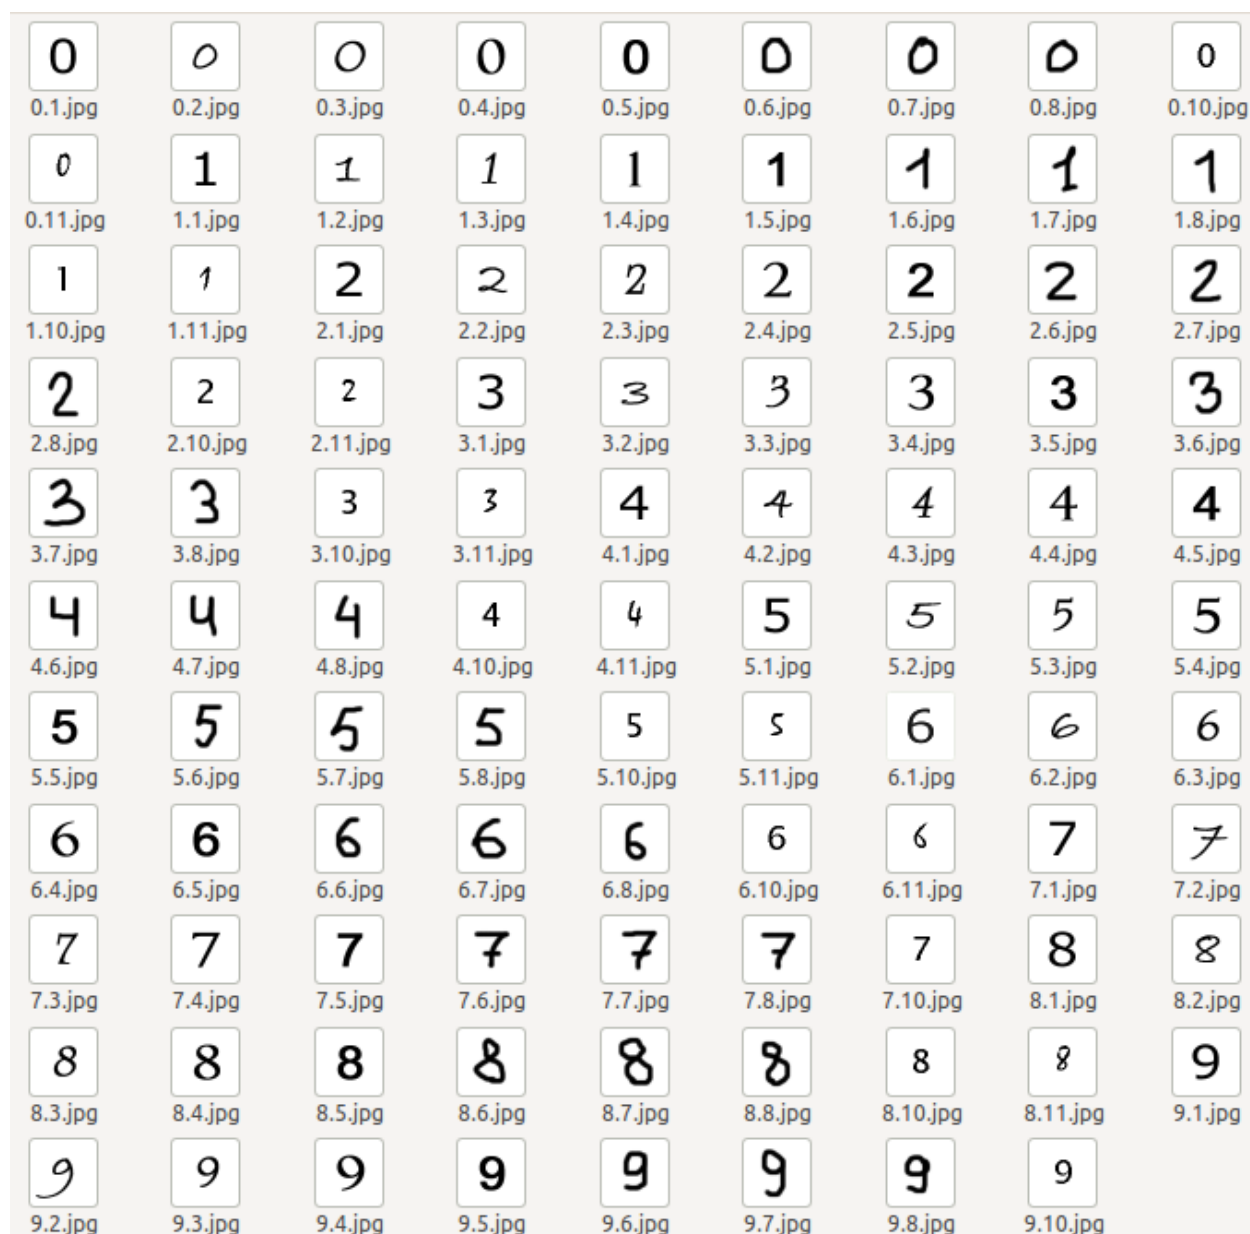 0 0 0 0 0 0 0 0 0
0.1.jpg 0.2.jpg 0.3.jpg 0.4.jpg 0.5.jpg 0.6.jpg 0.7.jpg 0.8.jpg 0.10.jpg
0 1 1 1 1 1 1 1 1
0.11.jpg 1.1.jpg 1.2.jpg 1.3.jpg 1.4.jpg 1.5.jpg 1.6.jpg 1.7.jpg 1.8.jpg
1 1 2 2 2 2 2 2 2
1.10.jpg 1.11.jpg 2.1.jpg 2.2.jpg 2.3.jpg 2.4.jpg 2.5.jpg 2.6.jpg 2.7.jpg
2 2 2 3 3 3 3 3 3
2.8.jpg 2.10.jpg 2.11.jpg 3.1.jpg 3.2.jpg 3.3.jpg 3.4.jpg 3.5.jpg 3.6.jpg
3 3 3 3 4 4 4 4 4
3.7.jpg 3.8.jpg 3.10.jpg 3.11.jpg 4.1.jpg 4.2.jpg 4.3.jpg 4.4.jpg 4.5.jpg
4 4 4 4 4 5 5 5 5
4.6.jpg 4.7.jpg 4.8.jpg 4.10.jpg 4.11.jpg 5.1.jpg 5.2.jpg 5.3.jpg 5.4.jpg
5 5 5 5 5 5 6 6 6
5.5.jpg 5.6.jpg 5.7.jpg 5.8.jpg 5.10.jpg 5.11.jpg 6.1.jpg 6.2.jpg 6.3.jpg
6 6 6 6 6 6 6 7 7
6.4.jpg 6.5.jpg 6.6.jpg 6.7.jpg 6.8.jpg 6.10.jpg 6.11.jpg 7.1.jpg 7.2.jpg
7 7 7 7 7 7 7 8 8
7.3.jpg 7.4.jpg 7.5.jpg 7.6.jpg 7.7.jpg 7.8.jpg 7.10.jpg 8.1.jpg 8.2.jpg
8 8 8 8 8 8 8 8 9
8.3.jpg 8.4.jpg 8.5.jpg 8.6.jpg 8.7.jpg 8.8.jpg 8.10.jpg 8.11.jpg 9.1.jpg
9 9 9 9 9 9 9 9
9.2.jpg 9.3.jpg 9.4.jpg 9.5.jpg 9.6.jpg 9.7.jpg 9.8.jpg 9.10.jpg